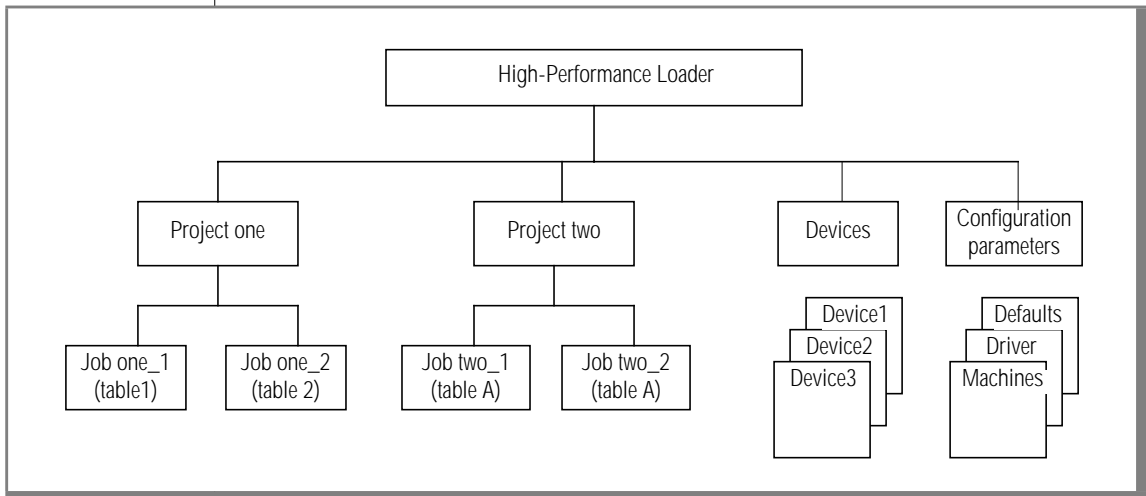 High-Performance Loader
Project one
Project two
Devices
Configuration
parameters
Job one_1
(table1)
Job one_2
(table 2)
Job two_1
(table A)
Job two_2
(table A)
Device1
Device2
Device3
Defaults
Driver
Machines